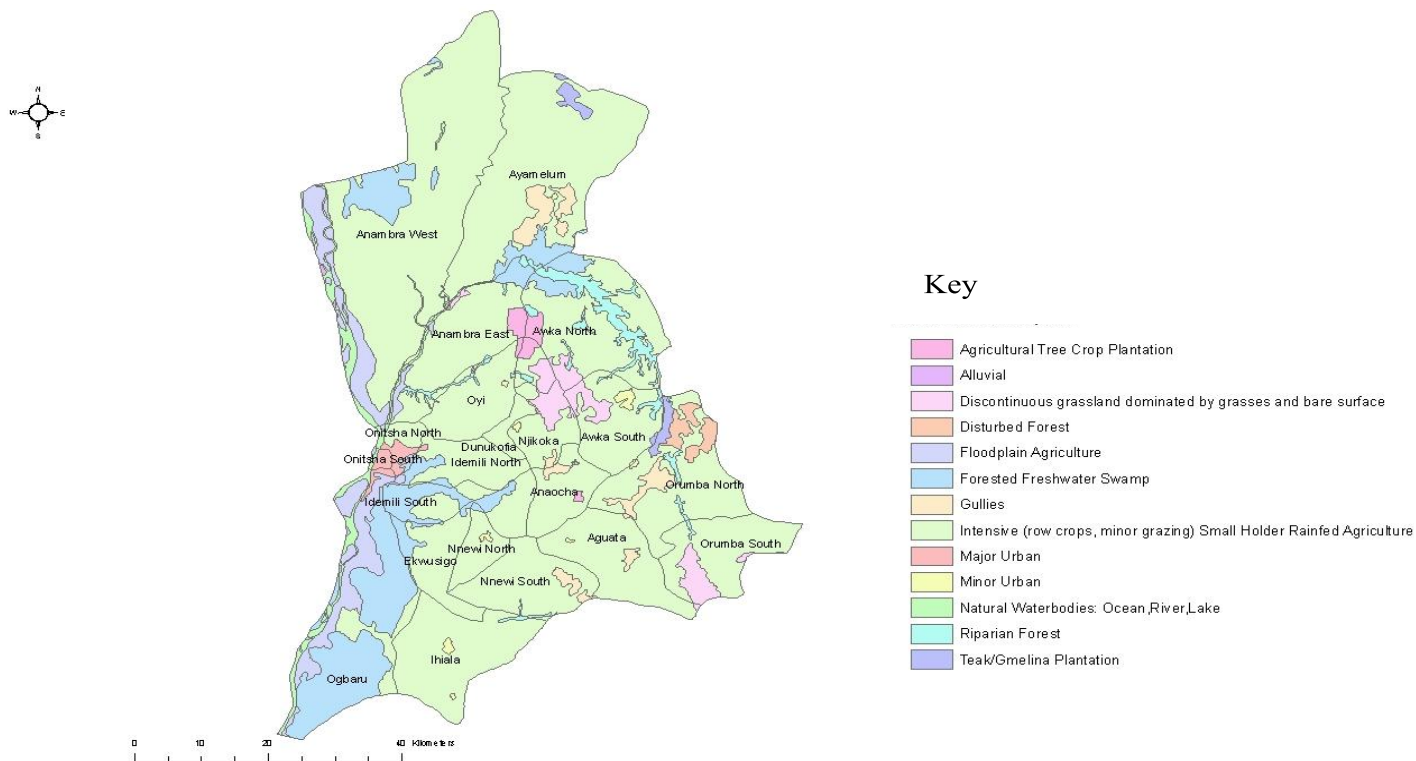 N
W E
S
Ayamelum
Anambra West
Anambra East
Awka North
Oyi
Onitsha North
Njikoka
Awka South
Dunukofia
Onitsha South
Idemili North
Orumba North
Anaocha
Idemili South
Aguata
Orumba South
Nnewi North
Ekwusigo
Nnewi South
Ihiala
Ogbaru
0 10 20 40 Kilometers
Key
Agricultural Tree Crop Plantation
Alluvial
Discontinuous grassland dominated by grasses and bare surface
Disturbed Forest
Floodplain Agriculture
Forested Freshwater Swamp
Gullies
Intensive (row crops, minor grazing) Small Holder Rainfed Agriculture
Major Urban
Minor Urban
Natural Waterbodies: Ocean,River,Lake
Riparian Forest
Teak/Gmelina Plantation